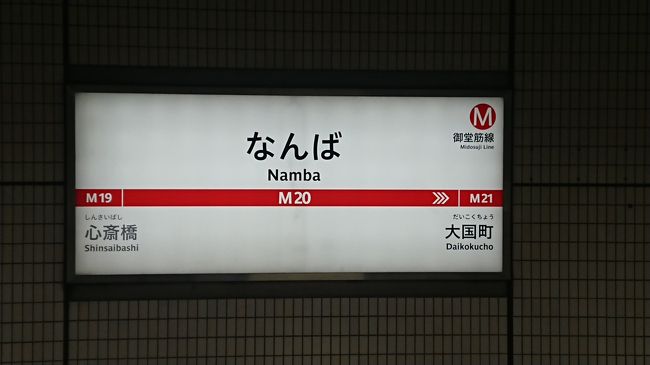 M
御堂筋線
Midosuji Line
なんば
Namba
M19 M20 M21
しんさいばし
心斎橋
Shinsaibashi
だいこくちょう
大国町
Daikokucho